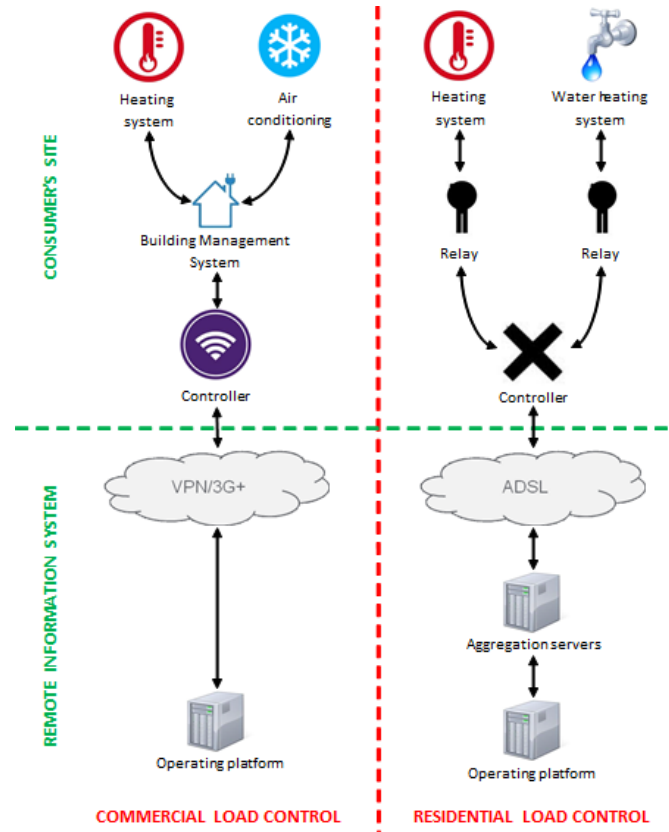 Heating
system
Air
conditioning
Building Management
System
Controller
Heating
system
Water heating
system
Relay
Relay
Controller
CONSUMER'S SITE
VPN/3G+
Operating platform
ADSL
Aggregation servers
Operating platform
REMOTE INFORMATION SYSTEM
COMMERCIAL LOAD CONTROL
RESIDENTIAL LOAD CONTROL